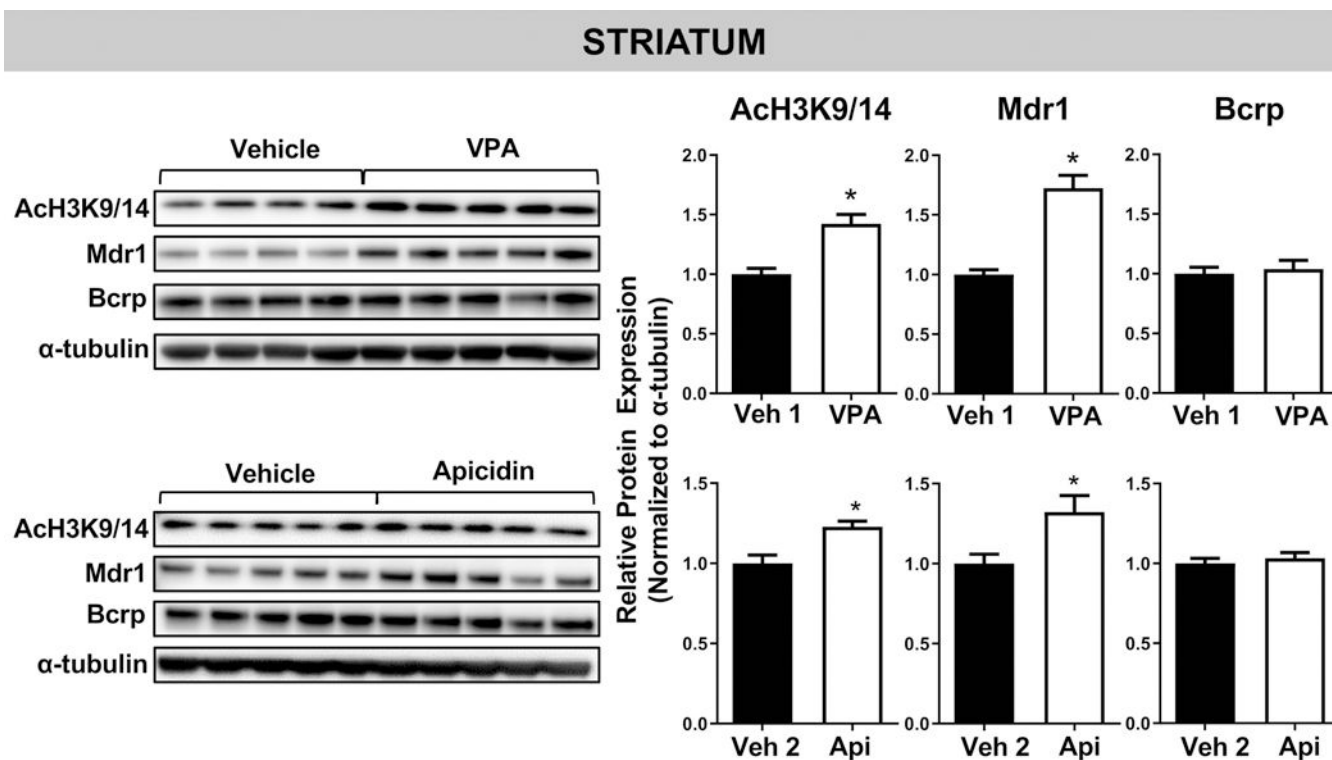 STRIATUM
Vehicle VPA
AcH3K9/14
Mdr1
Bcrp
α-tubulin
Vehicle Apicidin
AcH3K9/14
Mdr1
Bcrp
α-tubulin
Relative Protein Expression
(Normalized to α-tubulin)
AcH3K9/14 Mdr1 Bcrp
2.0 2.0 2.0
* *
1.5 1.5 1.5
1.0 1.0 1.0
0.5 0.5 0.5
0.0 0.0 0.0
Veh 1 VPA Veh 1 VPA Veh 1 VPA
1.5 1.5 1.5
* *
1.0 1.0 1.0
0.5 0.5 0.5
0.0 0.0 0.0
Veh 2 Api Veh 2 Api Veh 2 Api